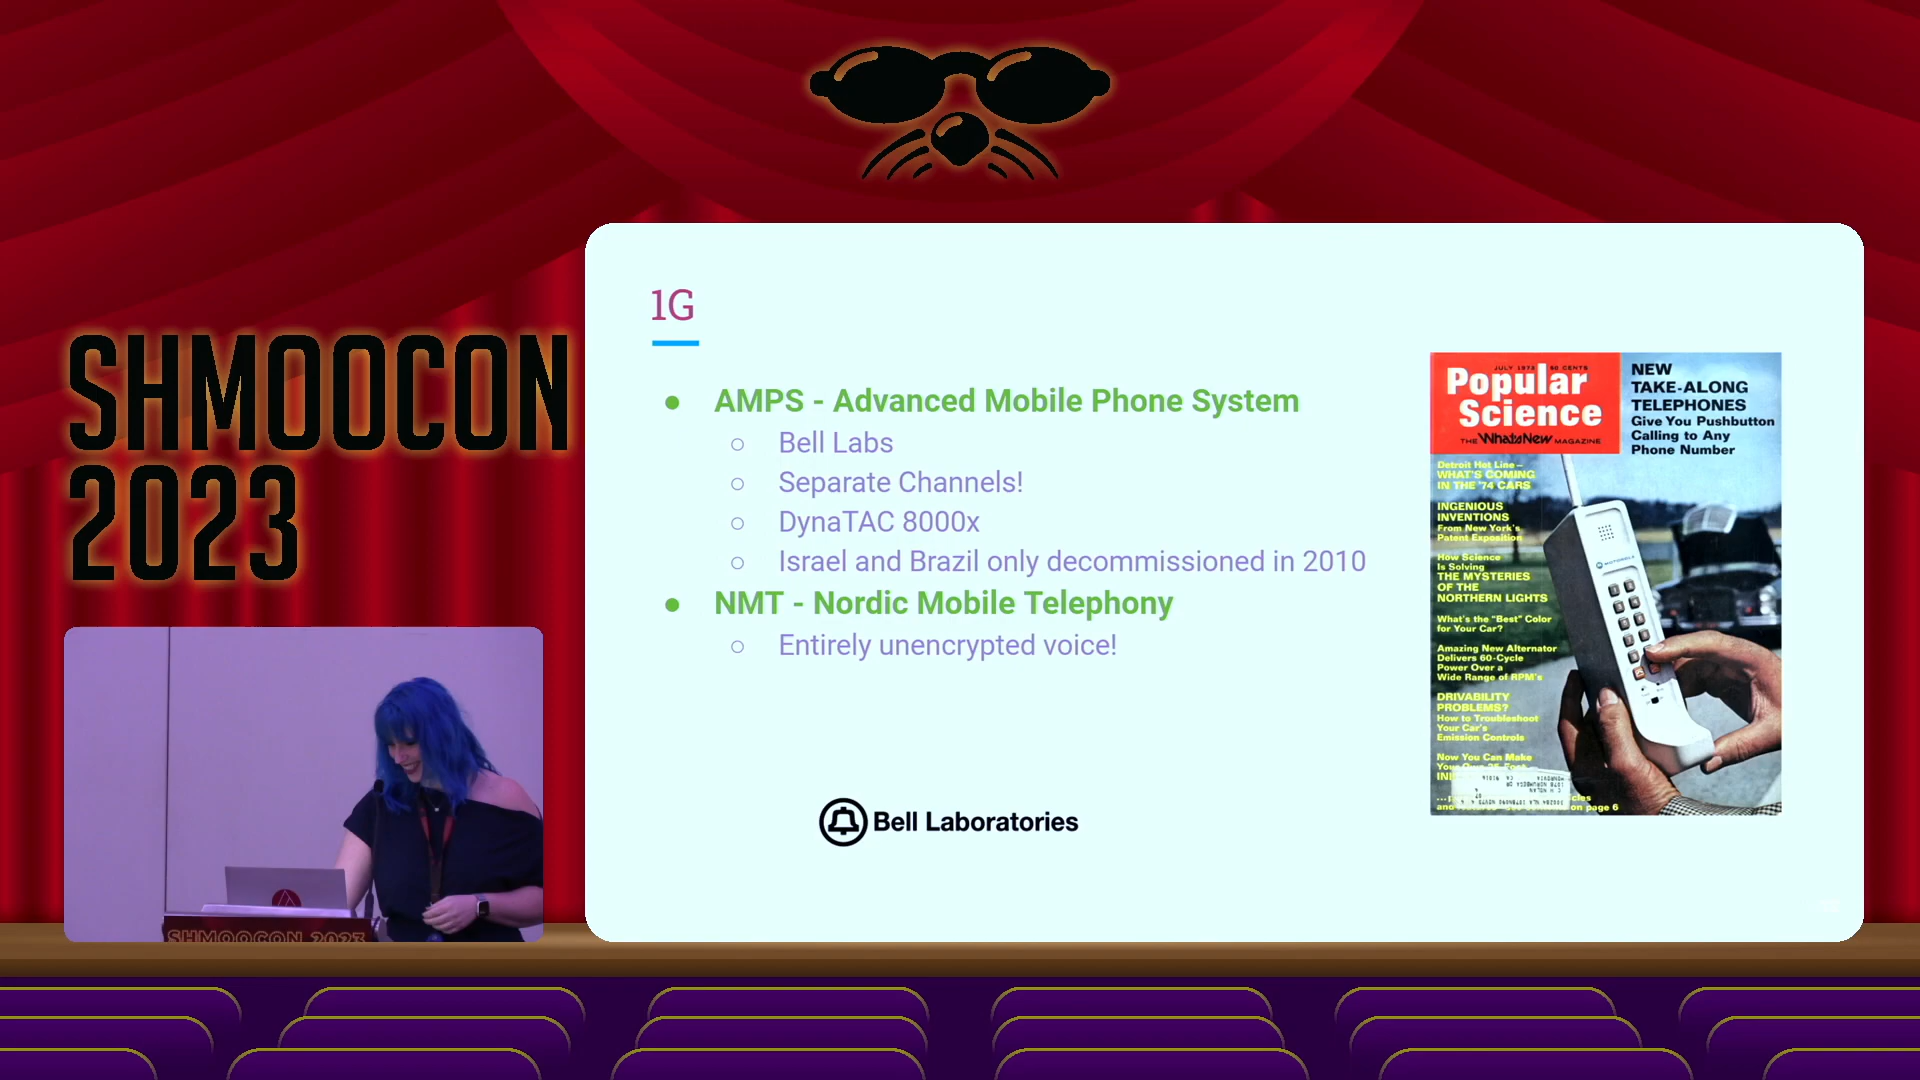 SHMOOCON
2023
1G
AMPS - Advanced Mobile Phone System
Bell Labs
Separate Channels!
DynaTAC 8000x
Israel and Brazil only decommissioned in 2010
NMT - Nordic Mobile Telephony
Entirely unencrypted voice!
Bell Laboratories
JULY 1973 50 CENTS
Popular
Science
THE What's New MAGAZINE
NEW
TAKE-ALONG
TELEPHONES
Give You Pushbutton
Calling to Any
Phone Number
Detroit Hot Line–
WHAT'S COMING
IN THE '74 CARS
INGENIOUS
INVENTIONS
From New York's
Patent Exposition
How Science
Is Solving
THE MYSTERIES
OF THE
NORTHERN LIGHTS
What's the "Best" Color
for Your Car?
Amazing New Alternator
Delivers 60-Cycle
Power Over a
Wide Range of RPM's
DRIVABILITY
PROBLEMS?
How to Troubleshoot
Your Car's
Emission Controls
Now You Can Make
on page 6
MOTOROLA
SHMOOCON 2023